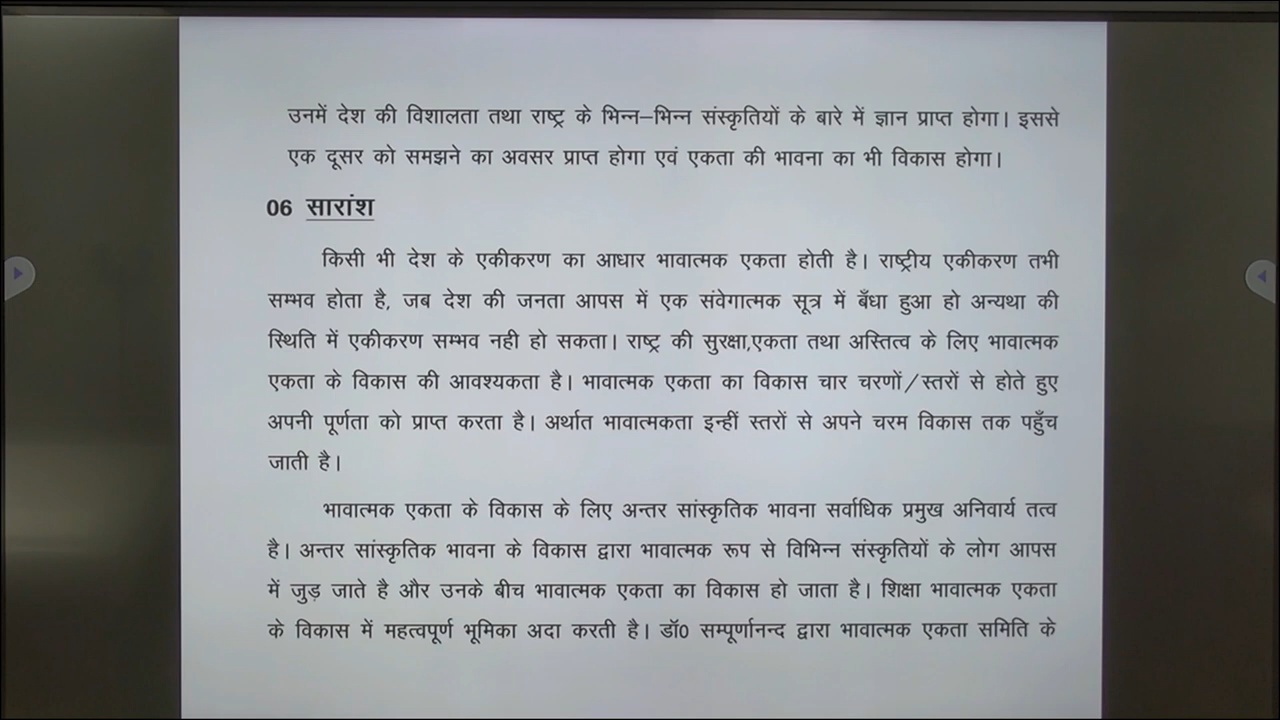 उनमें देश की विशालता तथा राष्ट्र के भिन्न–भिन्न संस्कृतियों के बारे में ज्ञान प्राप्त होगा। इससे
एक दूसर को समझने का अवसर प्राप्त होगा एवं एकता की भावना का भी विकास होगा।
06 सारांश
किसी भी देश के एकीकरण का आधार भावात्मक एकता होती है। राष्ट्रीय एकीकरण तभी
सम्भव होता है, जब देश की जनता आपस में एक संवेगात्मक सूत्र में बँधा हुआ हो अन्यथा की
स्थिति में एकीकरण सम्भव नही हो सकता। राष्ट्र की सुरक्षा,एकता तथा अस्तित्व के लिए भावात्मक
एकता के विकास की आवश्यकता है। भावात्मक एकता का विकास चार चरणों/स्तरों से होते हुए
अपनी पूर्णता को प्राप्त करता है। अर्थात भावात्मकता इन्हीं स्तरों से अपने चरम विकास तक पहुँच
जाती है।
भावात्मक एकता के विकास के लिए अन्तर सांस्कृतिक भावना सर्वाधिक प्रमुख अनिवार्य तत्व
है। अन्तर सांस्कृतिक भावना के विकास द्वारा भावात्मक रूप से विभिन्न संस्कृतियों के लोग आपस
में जुड़ जाते है और उनके बीच भावात्मक एकता का विकास हो जाता है। शिक्षा भावात्मक एकता
के विकास में महत्वपूर्ण भूमिका अदा करती है। डॉ0 सम्पूर्णानन्द द्वारा भावात्मक एकता समिति के